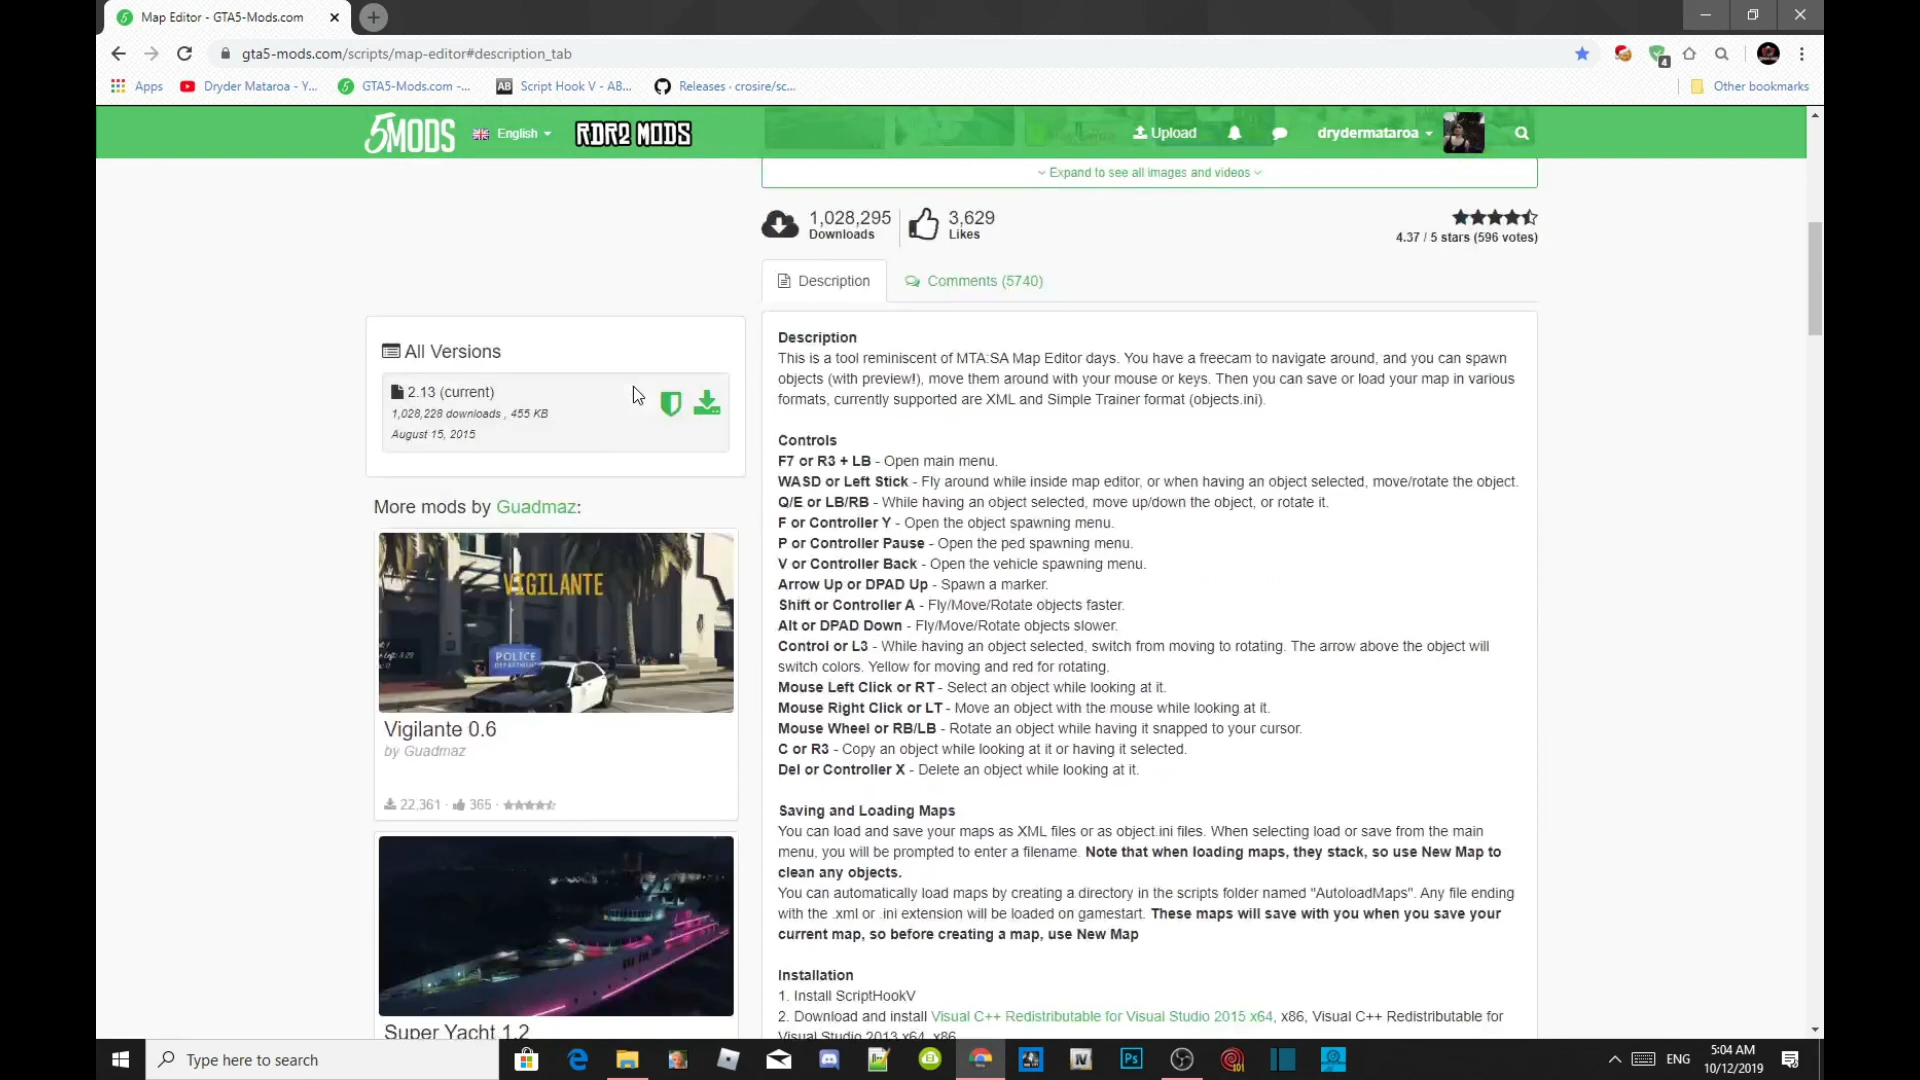 Map Editor - GTA5-Mods.com
gta5-mods.com/scripts/map-editor#description_tab
4
Apps
Dryder Mataroa - Y...
GTA5-Mods.com -...
AB
Script Hook V - AB...
Releases · crosire/sc...
Other bookmarks
5MODS
English
RDR2 MODS
Upload
drydermataroa
Expand to see all images and videos
1,028,295
Downloads
3,629
Likes
4.37 / 5 stars (596 votes)
Description
Comments (5740)
All Versions
2.13 (current)
1,028,228 downloads , 455 KB
August 15, 2015
More mods by Guadmaz:
VIGILANTE
POLICE
DEPARTMENT
Vigilante 0.6
by Guadmaz
22,361 · 365 ·
Super Yacht 1.2
Description
This is a tool reminiscent of MTA:SA Map Editor days. You have a freecam to navigate around, and you can spawn
objects (with preview!), move them around with your mouse or keys. Then you can save or load your map in various
formats, currently supported are XML and Simple Trainer format (objects.ini).
Controls
F7 or R3 + LB - Open main menu.
WASD or Left Stick - Fly around while inside map editor, or when having an object selected, move/rotate the object.
Q/E or LB/RB - While having an object selected, move up/down the object, or rotate it.
F or Controller Y - Open the object spawning menu.
P or Controller Pause - Open the ped spawning menu.
V or Controller Back - Open the vehicle spawning menu.
Arrow Up or DPAD Up - Spawn a marker.
Shift or Controller A - Fly/Move/Rotate objects faster.
Alt or DPAD Down - Fly/Move/Rotate objects slower.
Control or L3 - While having an object selected, switch from moving to rotating. The arrow above the object will
switch colors. Yellow for moving and red for rotating.
Mouse Left Click or RT - Select an object while looking at it.
Mouse Right Click or LT - Move an object with the mouse while looking at it.
Mouse Wheel or RB/LB - Rotate an object while having it snapped to your cursor.
C or R3 - Copy an object while looking at it or having it selected.
Del or Controller X - Delete an object while looking at it.
Saving and Loading Maps
You can load and save your maps as XML files or as object.ini files. When selecting load or save from the main
menu, you will be prompted to enter a filename. Note that when loading maps, they stack, so use New Map to
clean any objects.
You can automatically load maps by creating a directory in the scripts folder named "AutoloadMaps". Any file ending
with the .xml or .ini extension will be loaded on gamestart. These maps will save with you when you save your
current map, so before creating a map, use New Map
Installation
1. Install ScriptHookV
2. Download and install Visual C++ Redistributable for Visual Studio 2015 x64, x86, Visual C++ Redistributable for
Visual Studio 2013 x64, x86
Type here to search
IV
Ps
ENG
5:04 AM
10/12/2019